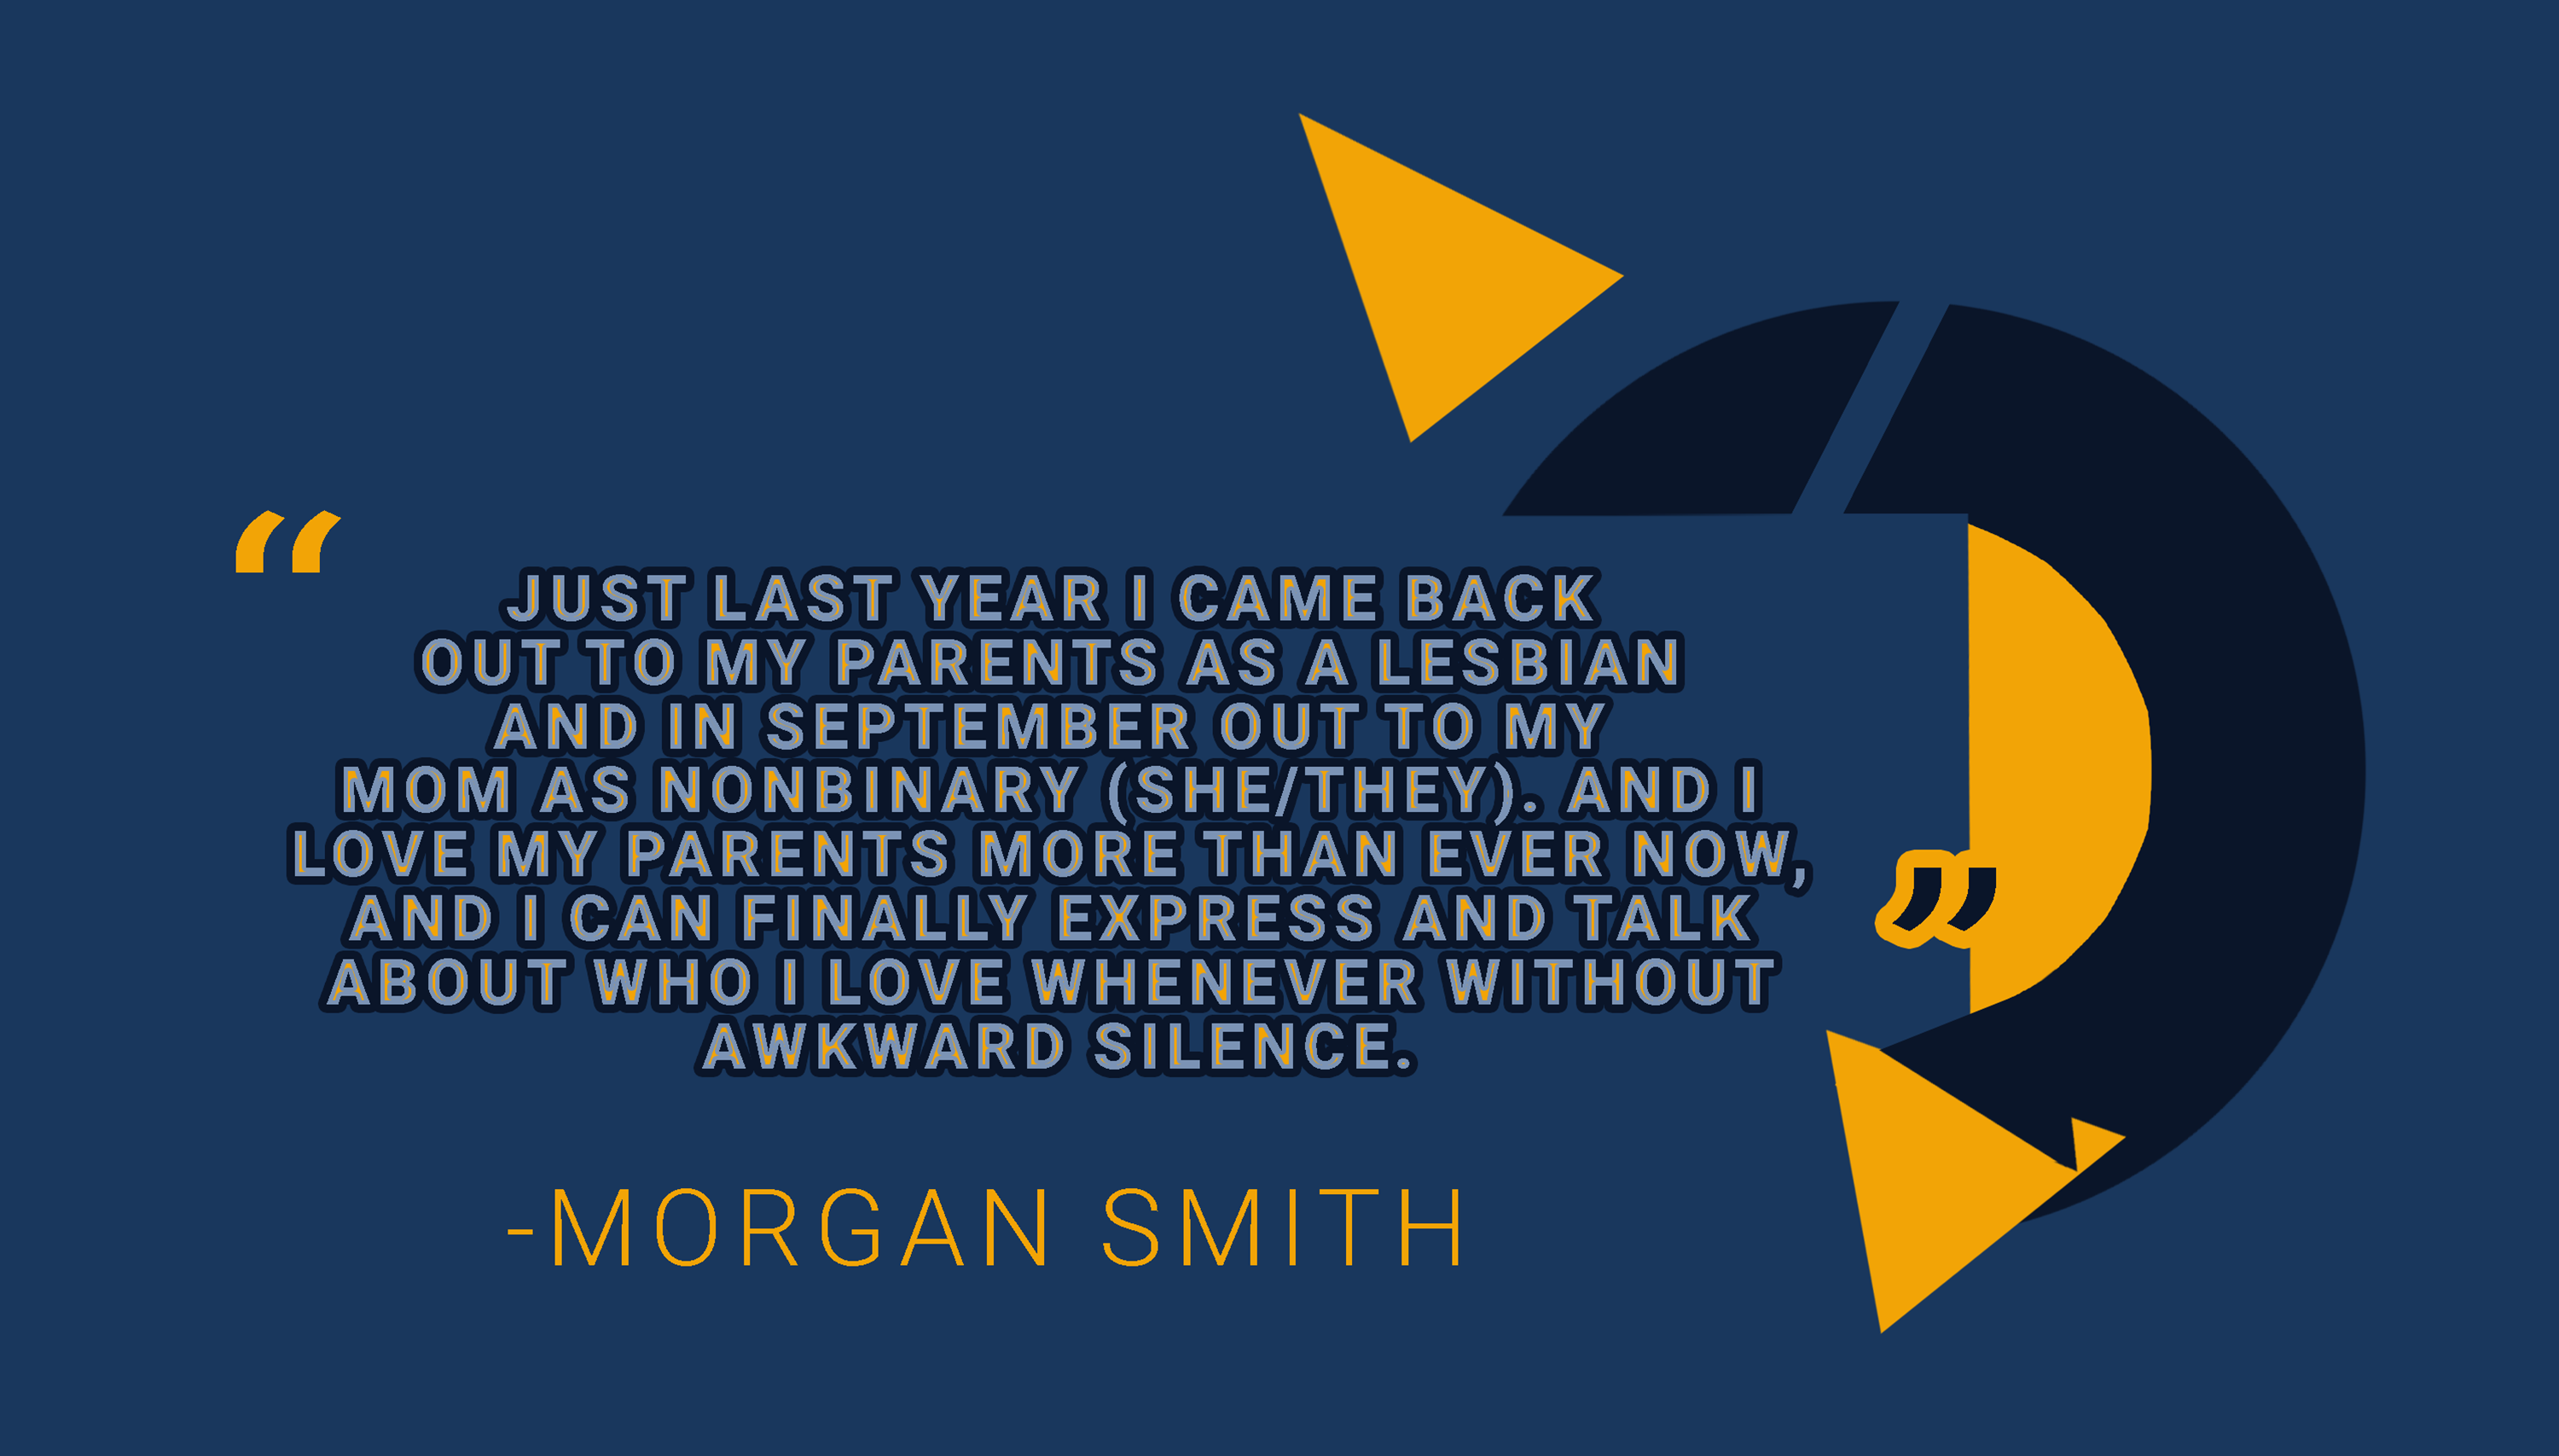 “
JUST LAST YEAR I CAME BACK
OUT TO MY PARENTS AS A LESBIAN
AND IN SEPTEMBER OUT TO MY
MOM AS NONBINARY (SHE/THEY). AND I
LOVE MY PARENTS MORE THAN EVER NOW,
AND I CAN FINALLY EXPRESS AND TALK
ABOUT WHO I LOVE WHENEVER WITHOUT
AWKWARD SILENCE.
”
-MORGAN SMITH